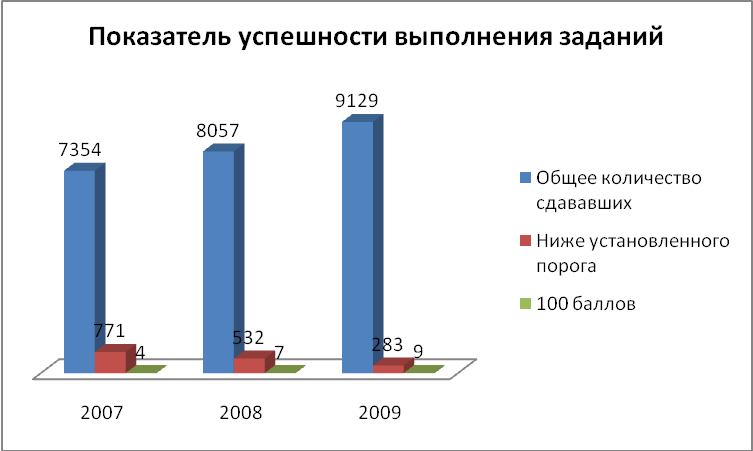 Показатель успешности выполнения заданий
7354
8057
9129
771
4
532
7
283
9
2007
2008
2009
Общее количество
сдававших
Ниже установленного
порога
100 баллов